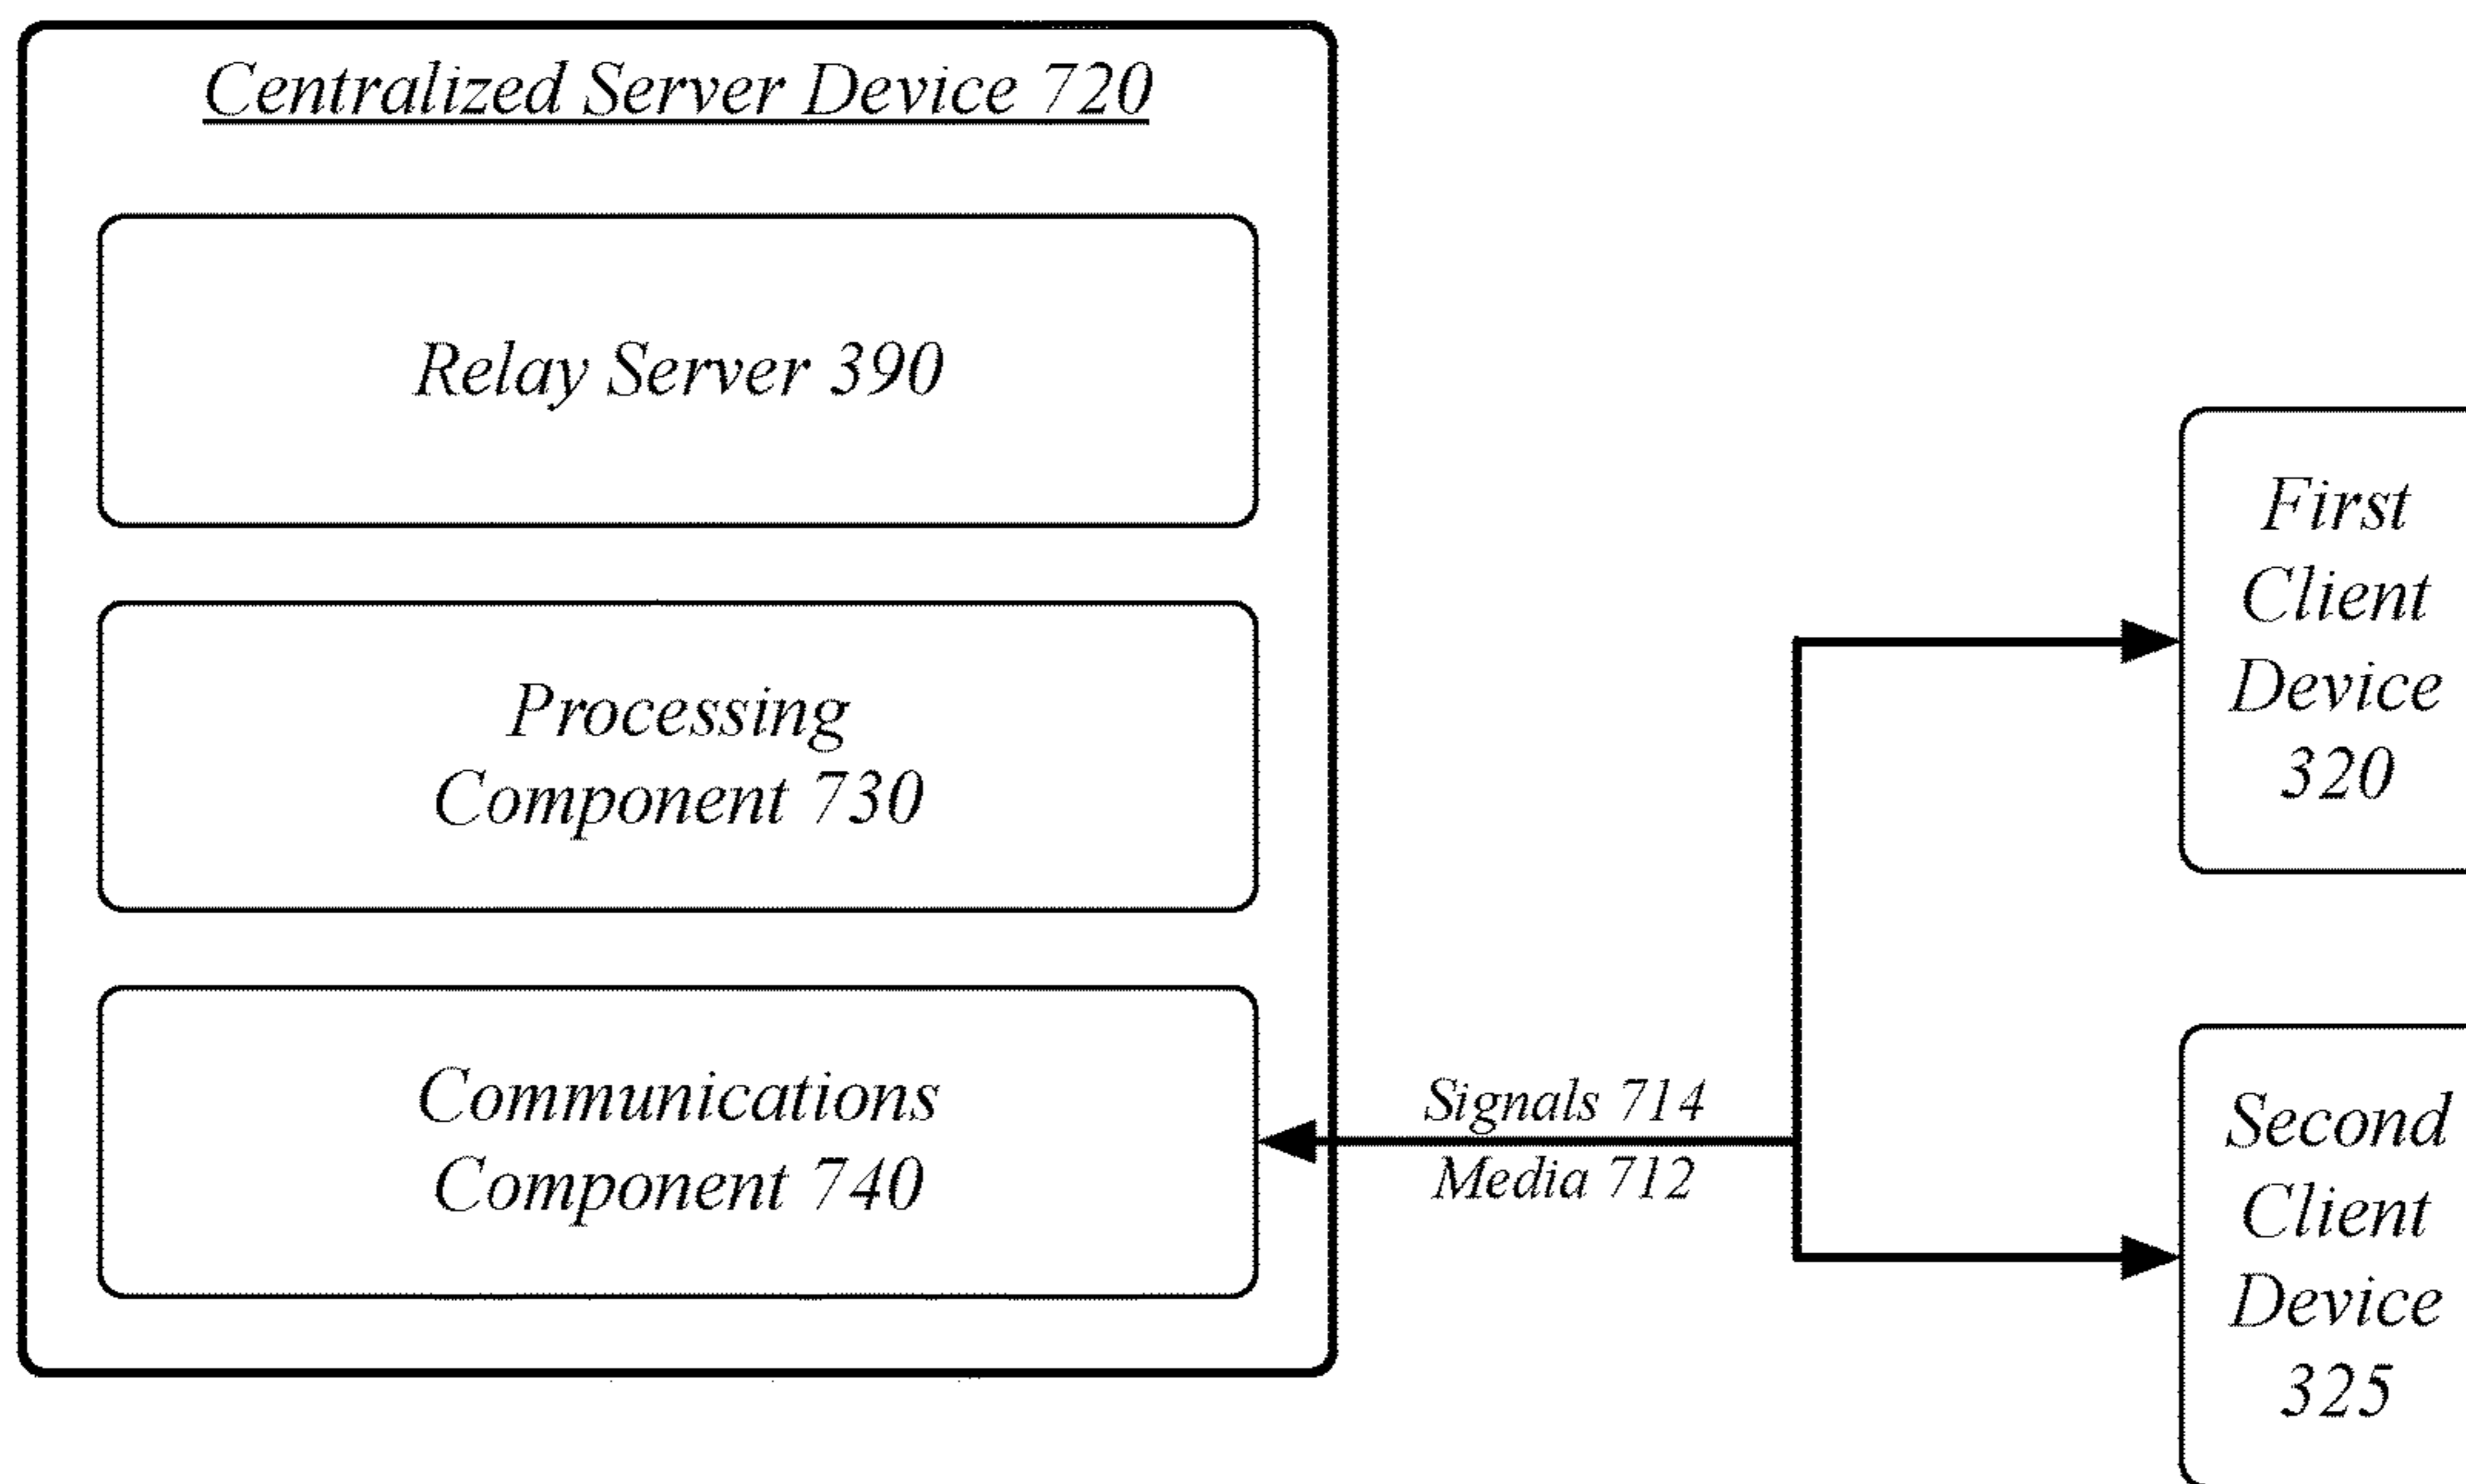 Centralized Server Device 720
Relay Server 390
Processing
Component 730
Communications
Component 740
Signals 714
Media 712
First
Client
Device
320
Second
Client
Device
325